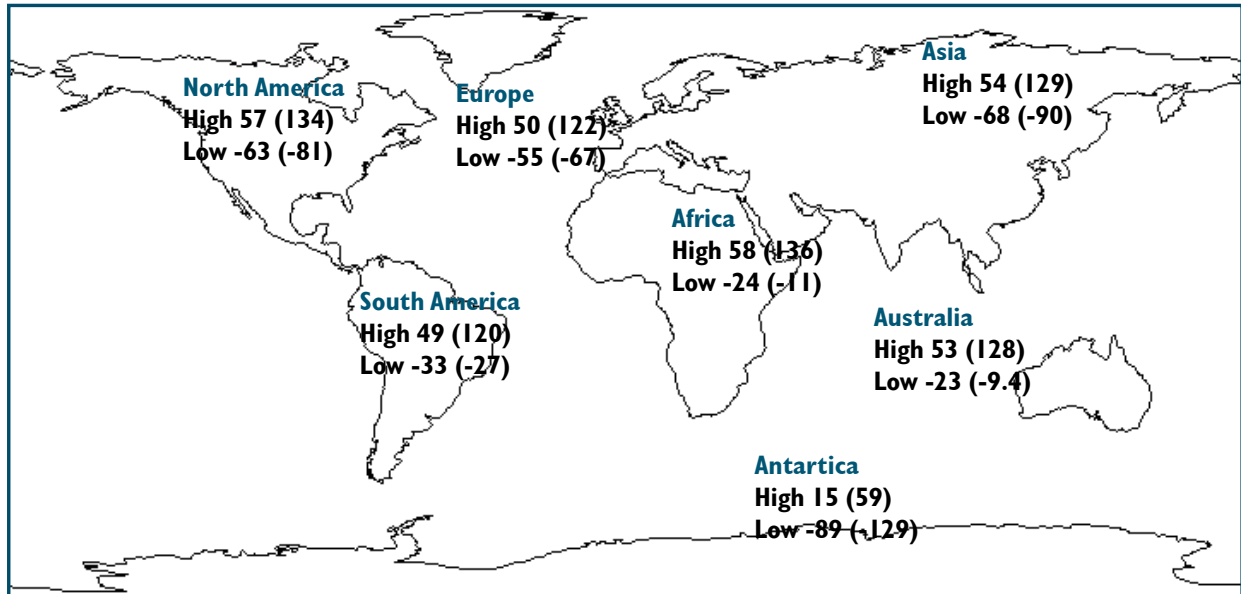 North America
High 57 (134)
Low -63 (-81)
Europe
High 50 (122)
Low -55 (-67)
Asia
High 54 (129)
Low -68 (-90)
Africa
High 58 (136)
Low -24 (-11)
South America
High 49 (120)
Low -33 (-27)
Australia
High 53 (128)
Low -23 (-9.4)
Antartica
High 15 (59)
Low -89 (-129)